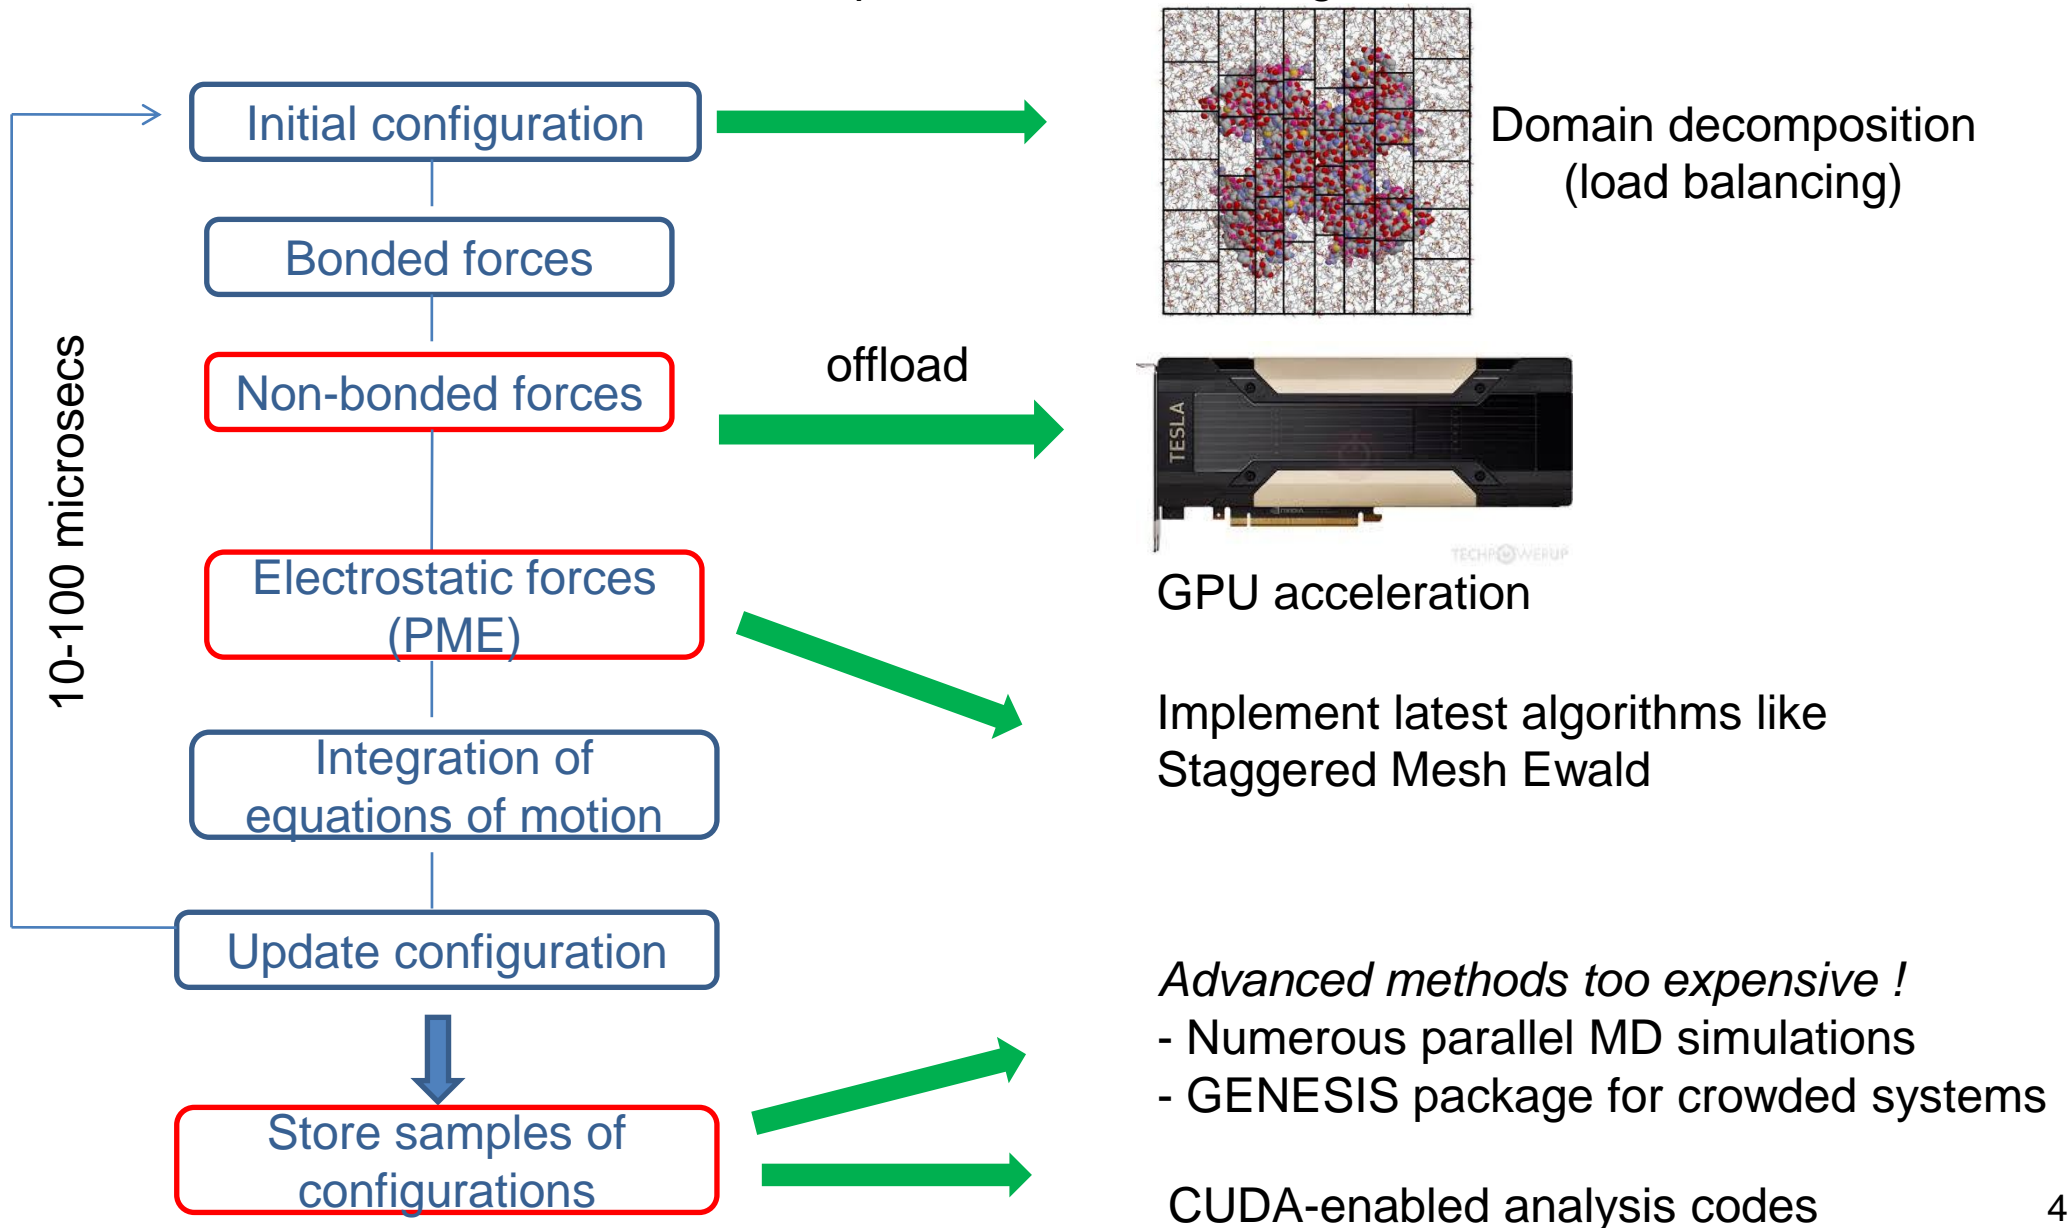 Initial configuration
Domain decomposition
(load balancing)
Bonded forces
10-100 microsecs
Non-bonded forces
offload
TESLA
NVIDIA
TECHPOWERUP
GPU acceleration
Electrostatic forces
(PME)
Implement latest algorithms like
Staggered Mesh Ewald
Integration of
equations of motion
Update configuration
Advanced methods too expensive !
- Numerous parallel MD simulations
- GENESIS package for crowded systems
Store samples of
configurations
CUDA-enabled analysis codes
4